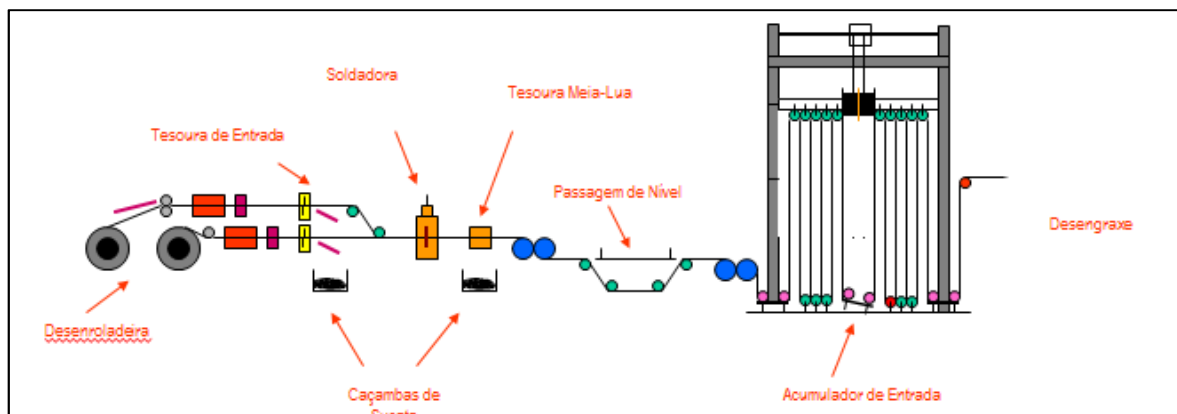 Soldadora
Tesoura Meia-Lua
Tesoura de Entrada
Passagem de Nível
Desengraxe
Desenroladeira
Acumulador de Entrada
Caçambas de